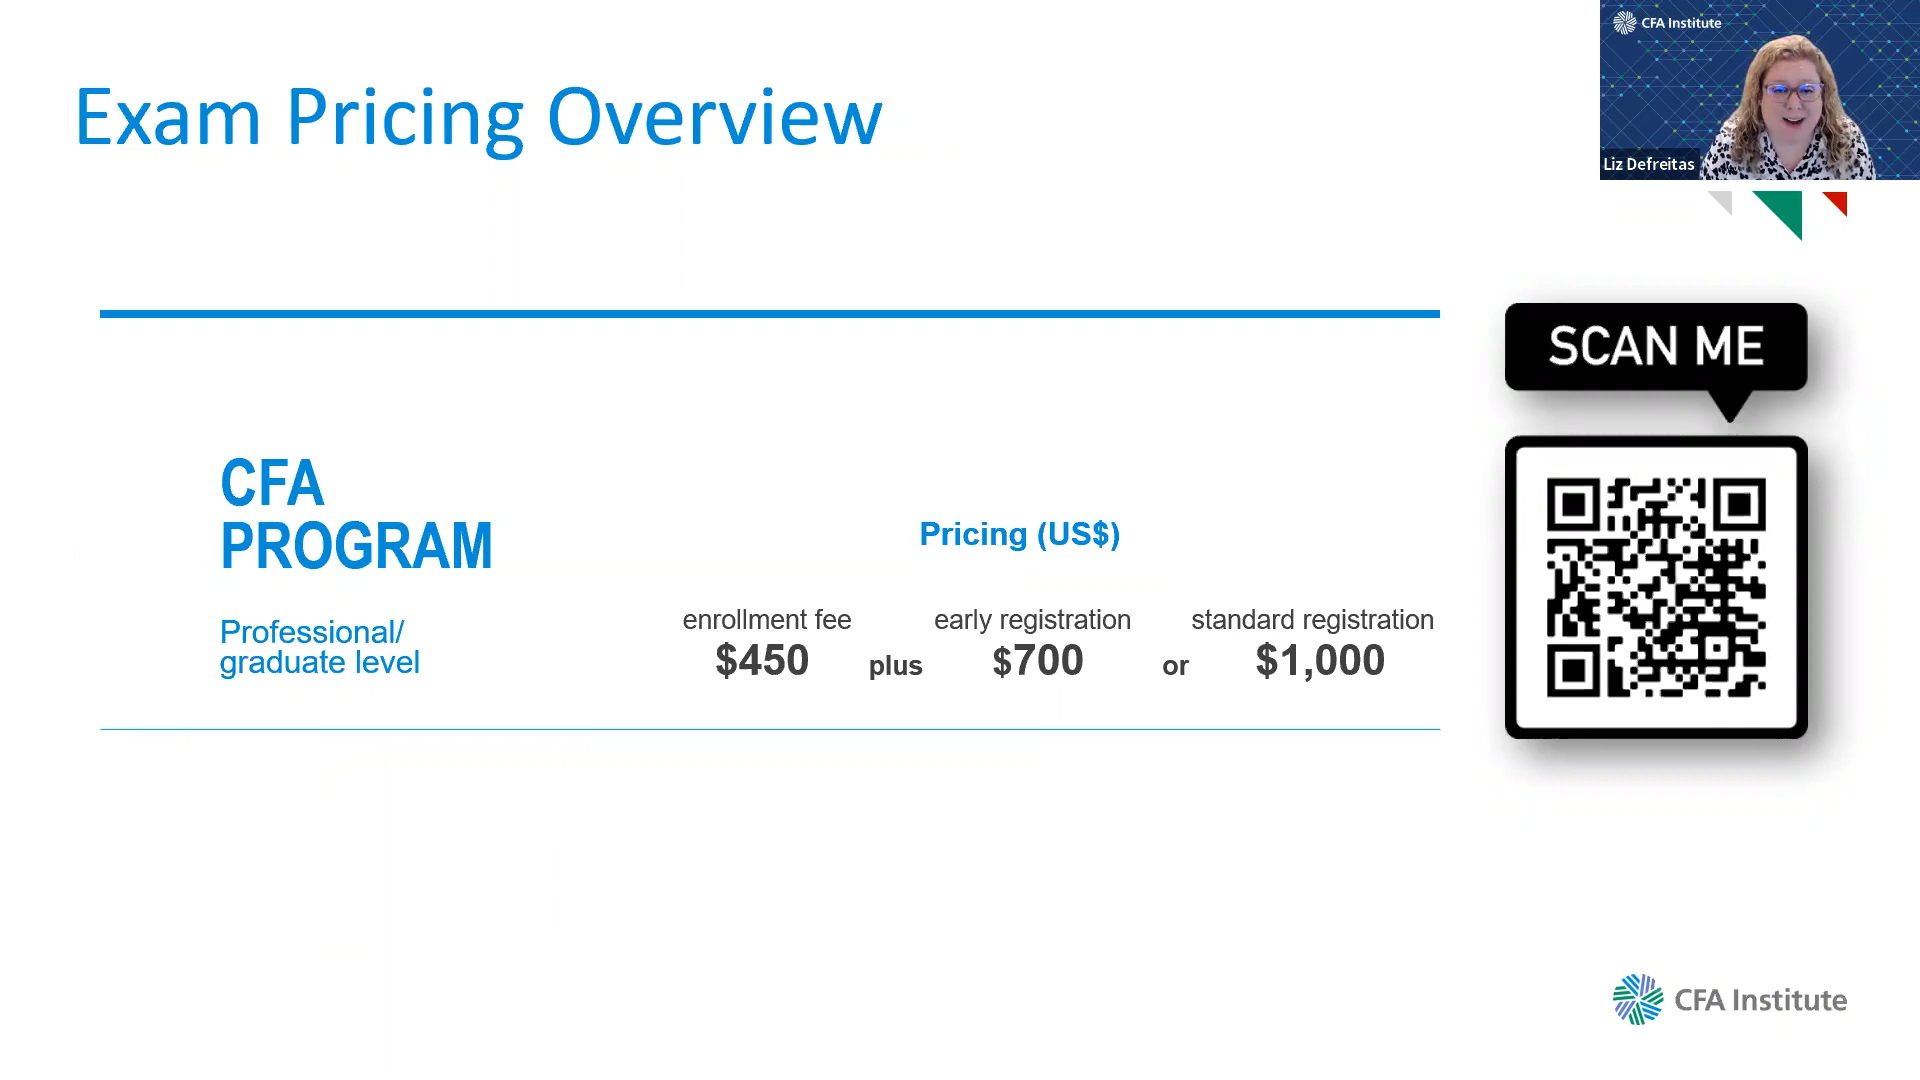 CFA Institute
Liz Defreitas
Exam Pricing Overview
SCAN ME
CFA
PROGRAM
Professional/
graduate level
Pricing (US$)
enrollment fee early registration standard registration
$450 plus $700 or $1,000
CFA Institute